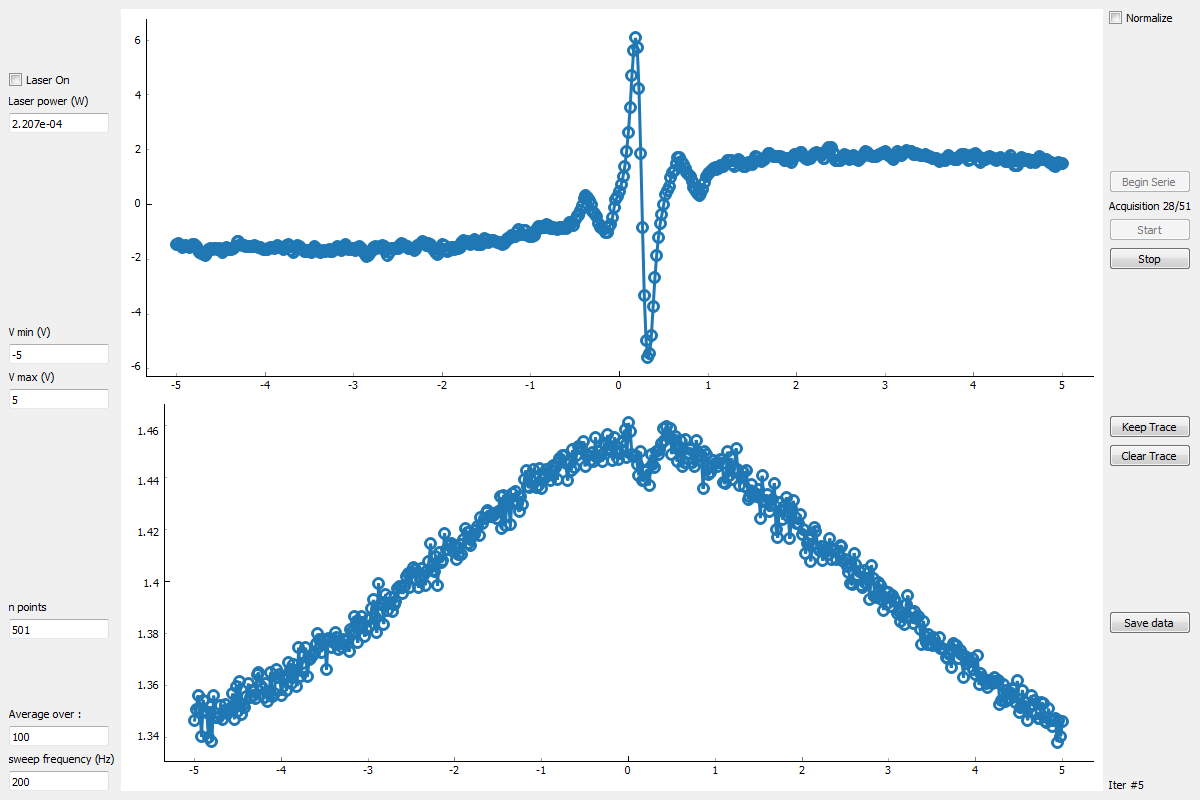 Normalize
Laser On
Laser power (W)
2.207e-04
V min (V)
-5
V max (V)
5
n points
501
Average over :
100
sweep frequency (Hz)
200
6
4
2
0
-2
-4
-6
-5 -4 -3 -2 -1 0 1 2 3 4 5
1.46
1.44
1.42
1.4
1.38
1.36
1.34
-5 -4 -3 -2 -1 0 1 2 3 4 5
Begin Serie
Acquisition 28/51
Start
Stop
Keep Trace
Clear Trace
Save data
Iter #5